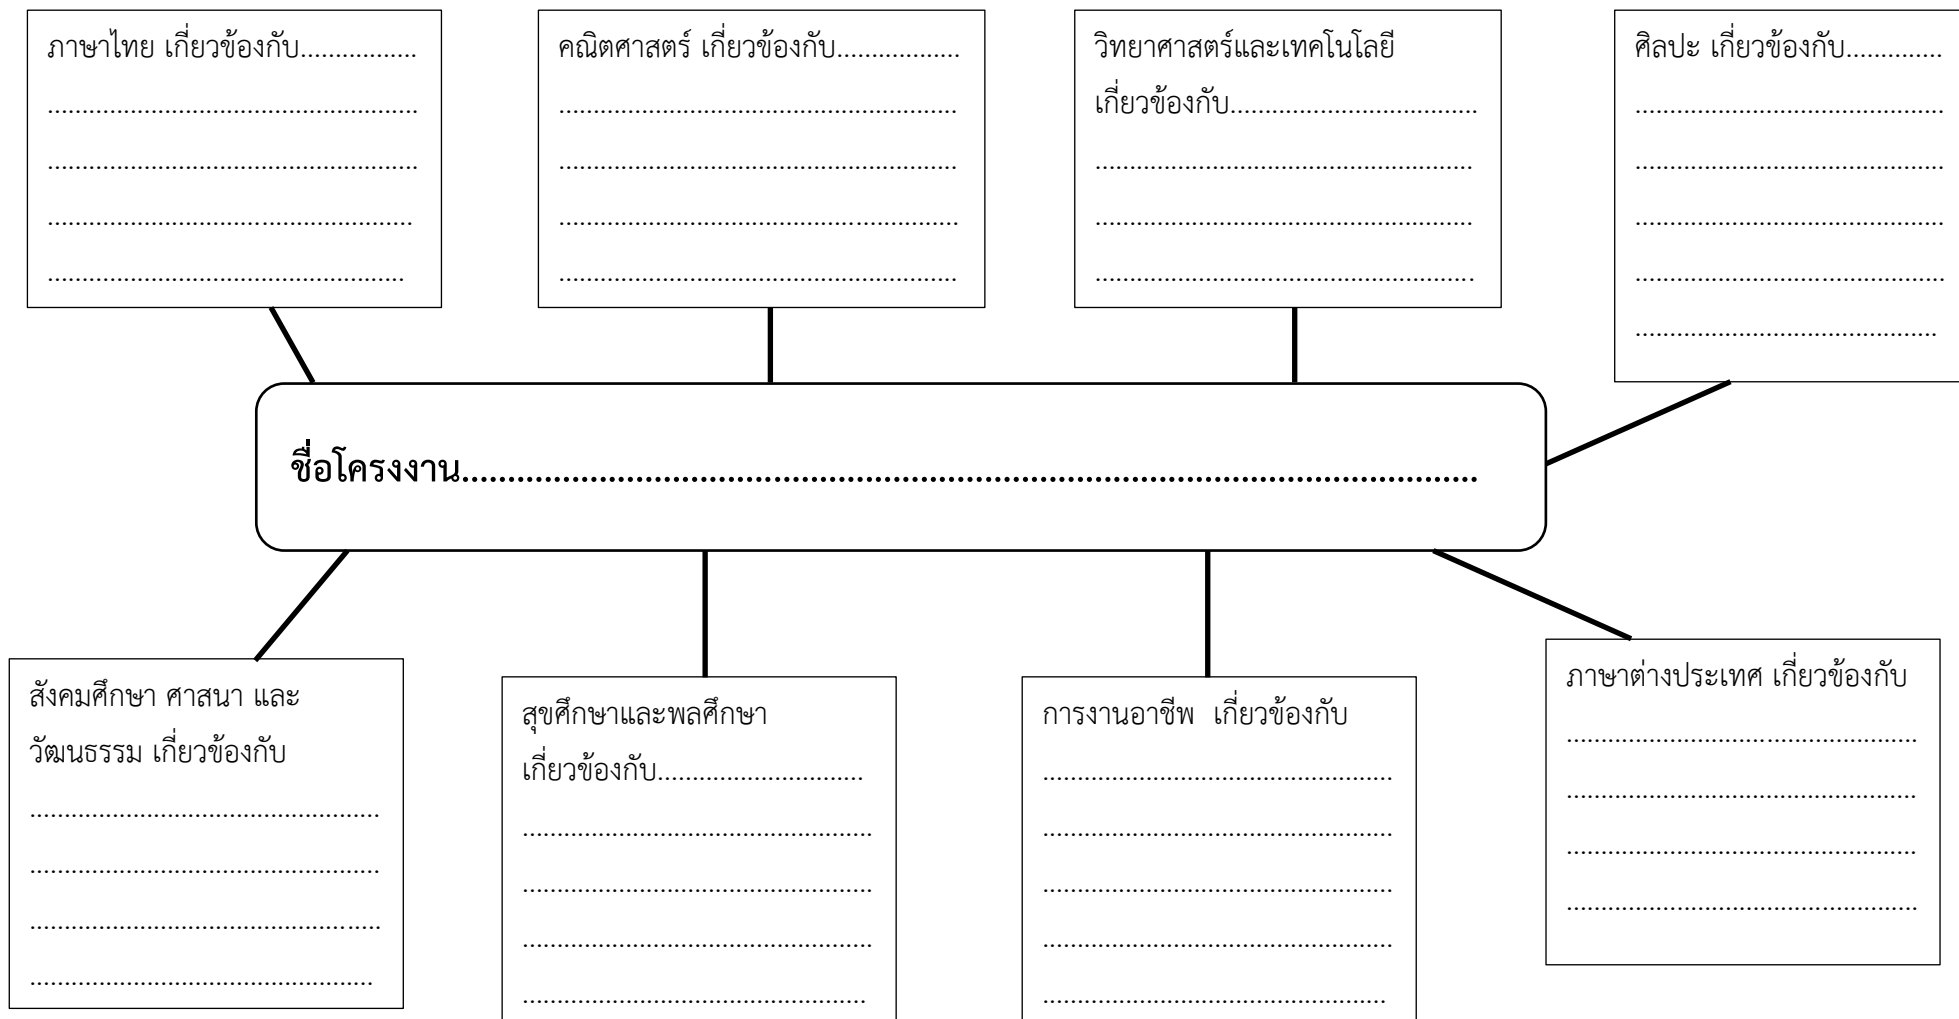 ภาษาไทย เกี่ยวข้องกับ.................
......................................................
......................................................
.....................................................
....................................................
คณิตศาสตร์ เกี่ยวข้องกับ..................
..........................................................
..........................................................
..........................................................
..........................................................
วิทยาศาสตร์และเทคโนโลยี
เกี่ยวข้องกับ....................................
.......................................................
.......................................................
.......................................................
ศิลปะ เกี่ยวข้องกับ..............
.............................................
.............................................
.............................................
.............................................
............................................
ชื่อโครงงาน...............................................................................................................
สังคมศึกษา ศาสนา และ
วัฒนธรรม เกี่ยวข้องกับ
...................................................
...................................................
...................................................
..................................................
สุขศึกษาและพลศึกษา
เกี่ยวข้องกับ..............................
...................................................
...................................................
...................................................
..................................................
การงานอาชีพ  เกี่ยวข้องกับ
...................................................
...................................................
...................................................
...................................................
..................................................
ภาษาต่างประเทศ เกี่ยวข้องกับ
...................................................
...................................................
...................................................
...................................................